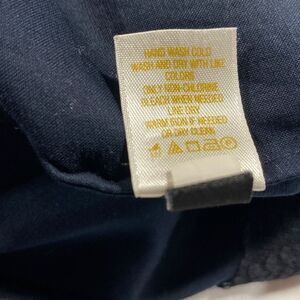 HAND WASH COLD
WASH AND DRY WITH LIKE
COLORS
ONLY NON-CHLORINE
BLEACH WHEN NEEDED
LINE DRY
WARM IRON IF NEEDED
OR DRY CLEAN